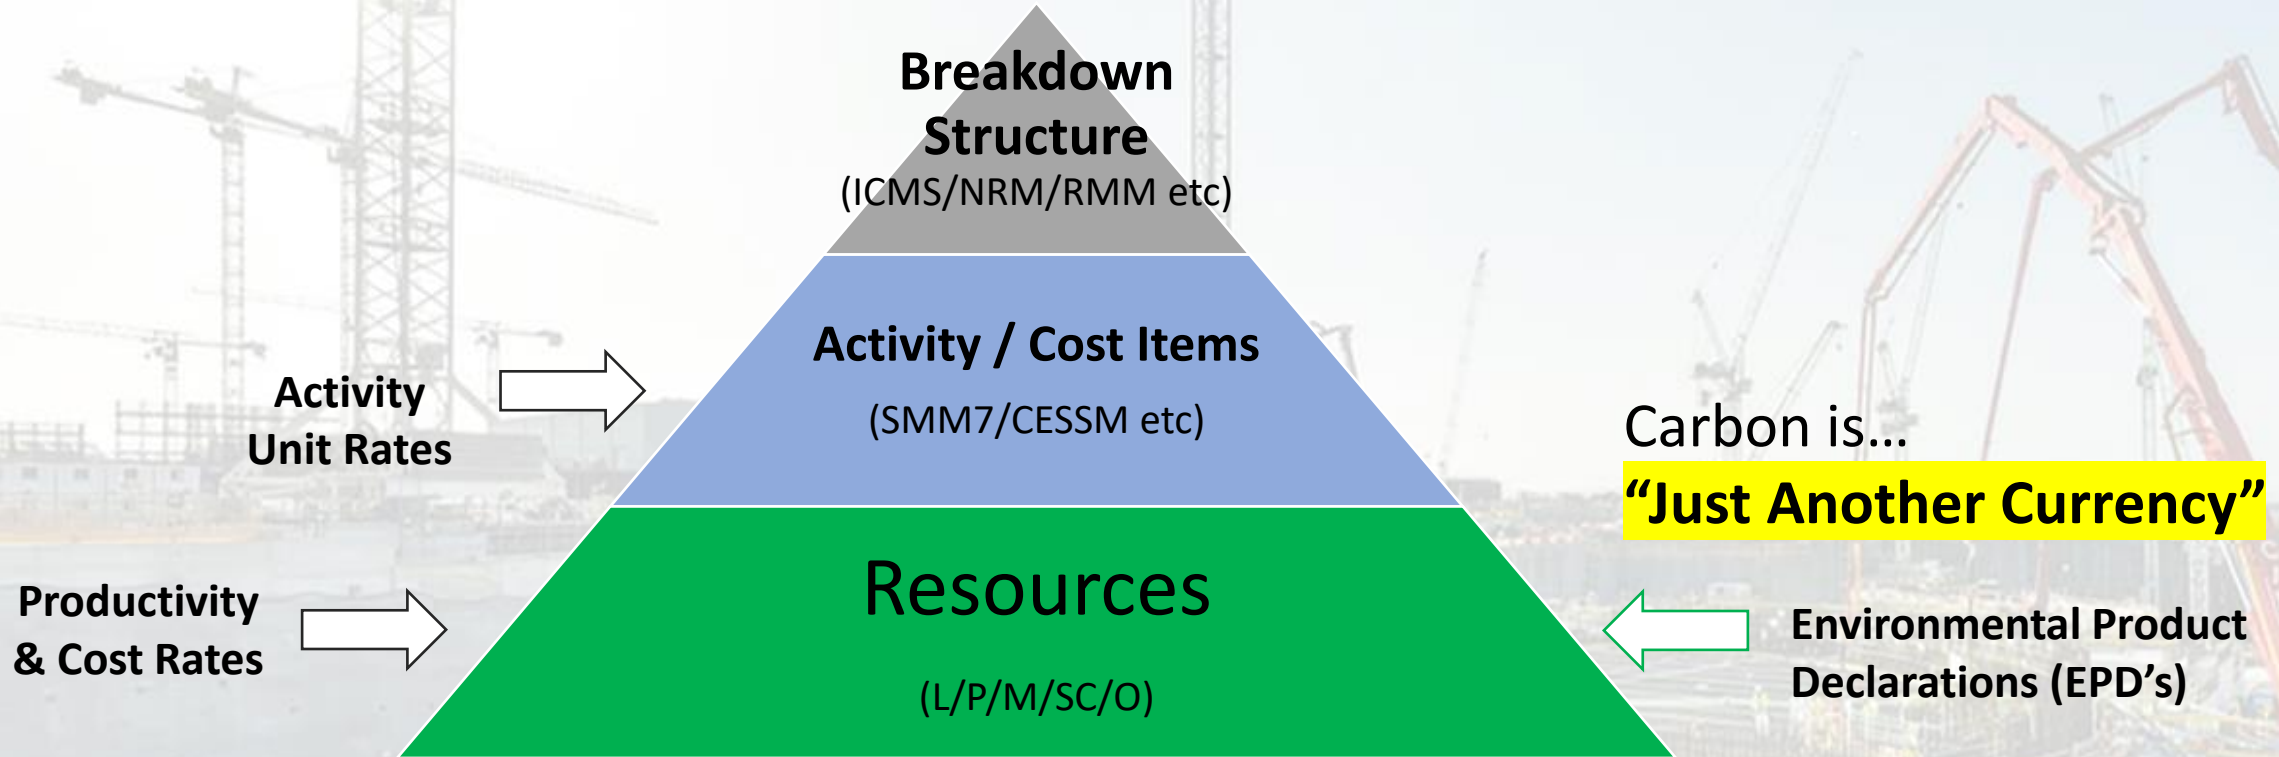 Breakdown
Structure
(ICMS/NRM/RMM etc)
Activity / Cost Items
(SMM7/CESSM etc)
Activity
Unit Rates
Carbon is...
“Just Another Currency”
Resources
(L/P/M/SC/O)
Productivity
& Cost Rates
Environmental Product
Declarations (EPD’s)